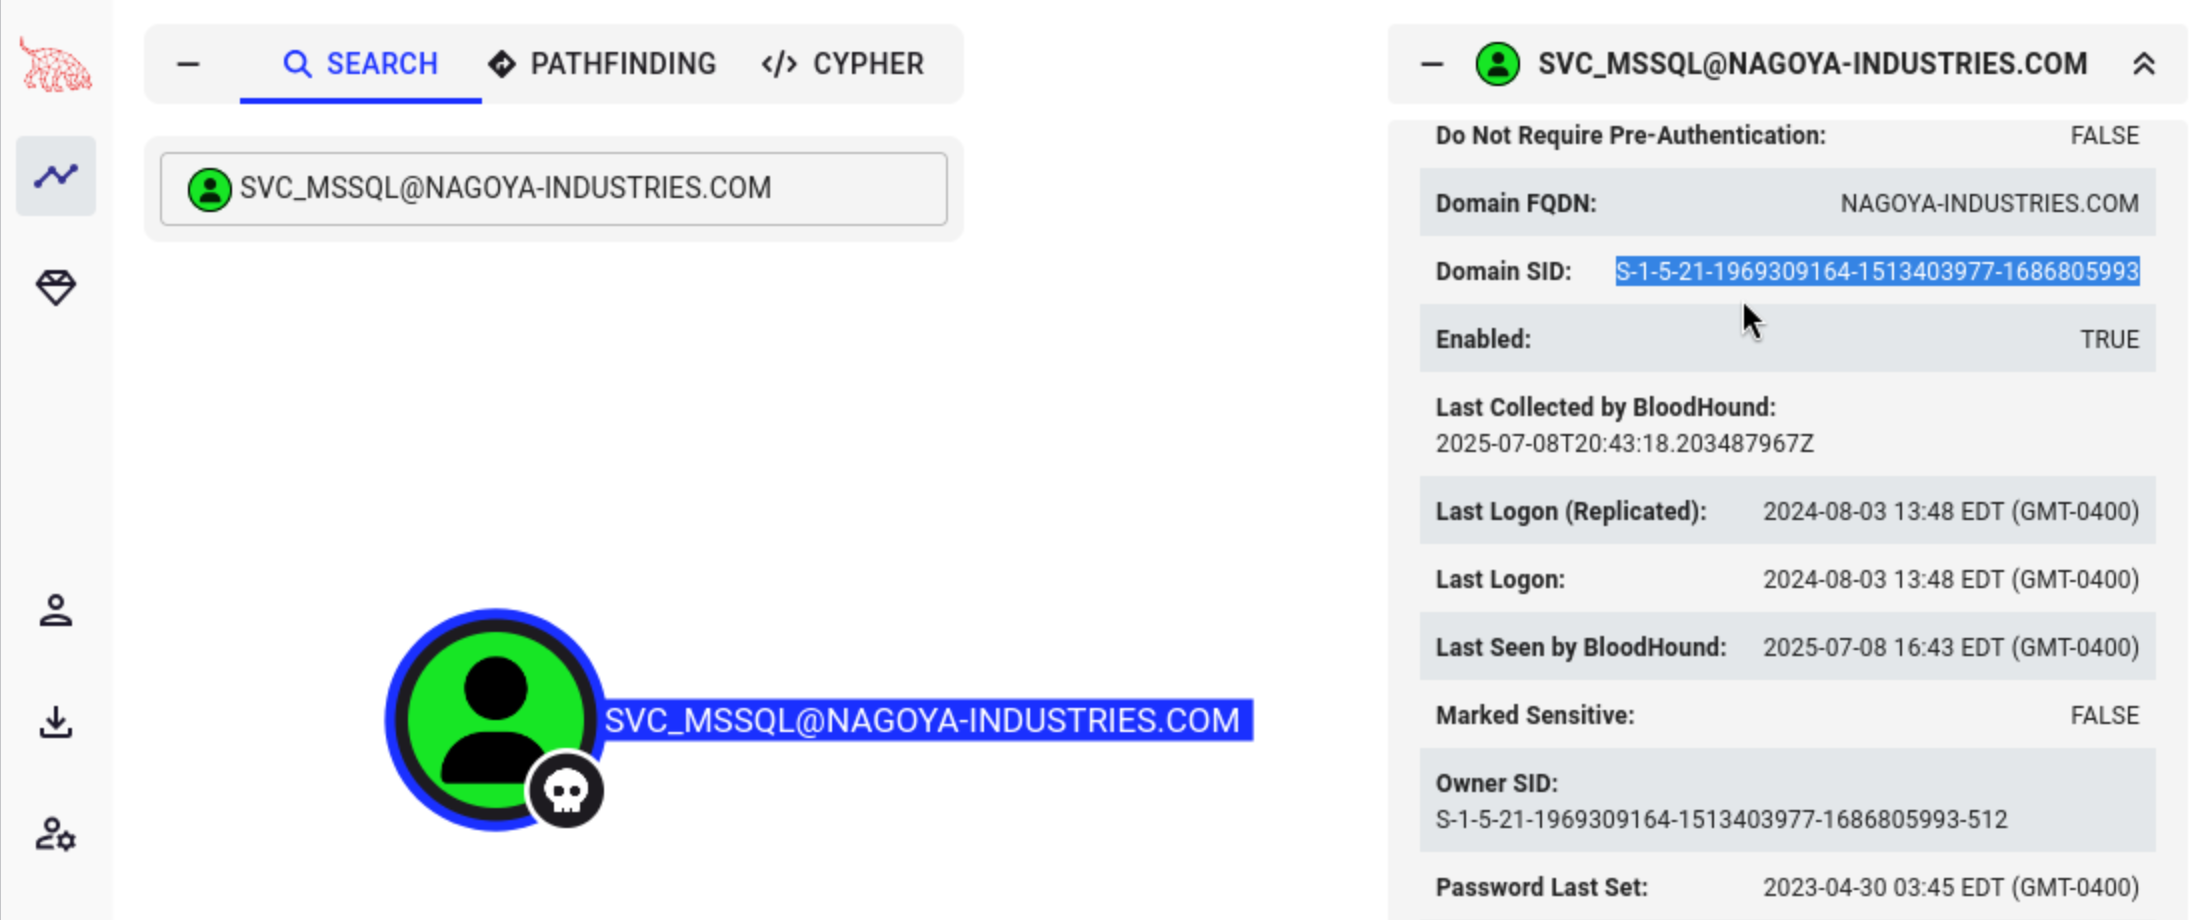 SEARCH PATHFINDING </> CYPHER
SVC_MSSQL@NAGOYA-INDUSTRIES.COM
SVC_MSSQL@NAGOYA-INDUSTRIES.COM
SVC_MSSQL@NAGOYA-INDUSTRIES.COM
Do Not Require Pre-Authentication: FALSE
Domain FQDN: NAGOYA-INDUSTRIES.COM
Domain SID: S-1-5-21-1969309164-1513403977-1686805993
Enabled: TRUE
Last Collected by BloodHound:
2025-07-08T20:43:18.203487967Z
Last Logon (Replicated): 2024-08-03 13:48 EDT (GMT-0400)
Last Logon: 2024-08-03 13:48 EDT (GMT-0400)
Last Seen by BloodHound: 2025-07-08 16:43 EDT (GMT-0400)
Marked Sensitive: FALSE
Owner SID:
S-1-5-21-1969309164-1513403977-1686805993-512
Password Last Set: 2023-04-30 03:45 EDT (GMT-0400)